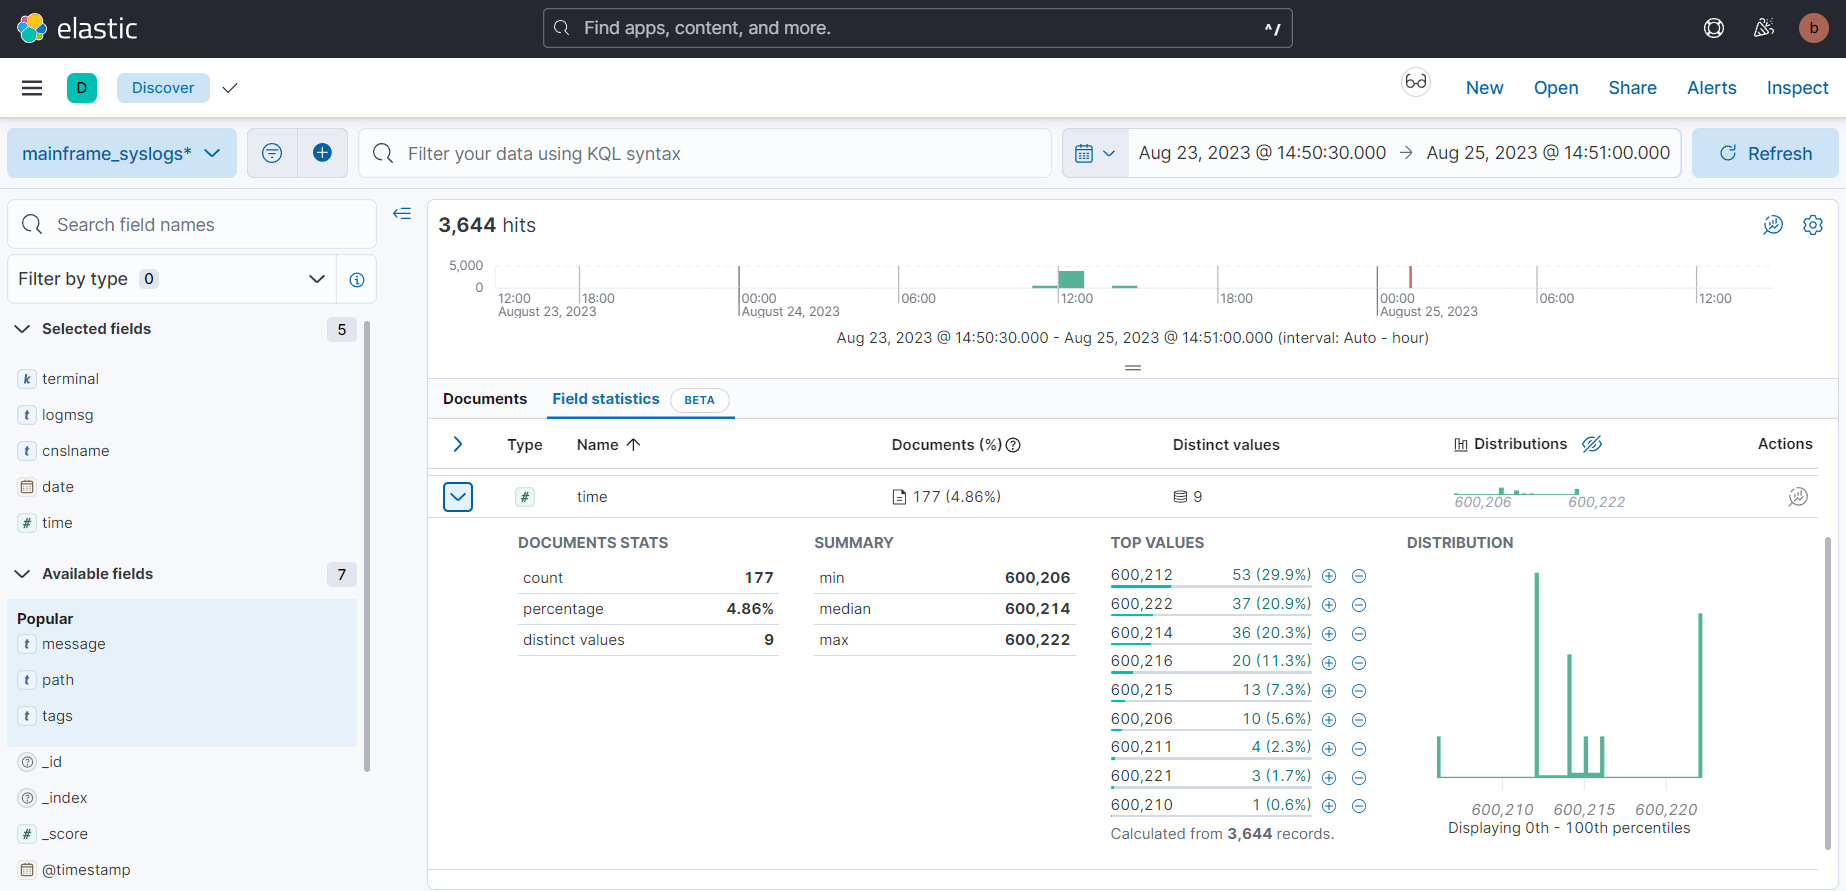 elastic
Find apps, content, and more.
^/
b
D
Discover
New
Open
Share
Alerts
Inspect
mainframe_syslogs*
Filter your data using KQL syntax
Aug 23, 2023 @ 14:50:30.000 → Aug 25, 2023 @ 14:51:00.000
Refresh
Search field names
Filter by type 0
Selected fields 5
k terminal
t logmsg
t cnslname
date
# time
Available fields 7
Popular
t message
t path
t tags
? _id
? _index
# _score
@timestamp
3,644 hits
5,000
0
12:00 18:00 00:00 06:00 12:00 18:00 00:00 06:00 12:00
August 23, 2023 August 24, 2023 August 25, 2023
Aug 23, 2023 @ 14:50:30.000 - Aug 25, 2023 @ 14:51:00.000 (interval: Auto - hour)
Documents Field statistics BETA
Type Name ↑ Documents (%) ? Distinct values Distributions Actions
# time 177 (4.86%) 9 600,206 600,222
DOCUMENTS STATS
count 177
percentage 4.86%
distinct values 9
SUMMARY
min 600,206
median 600,214
max 600,222
TOP VALUES
600,212 53 (29.9%)
600,222 37 (20.9%)
600,214 36 (20.3%)
600,216 20 (11.3%)
600,215 13 (7.3%)
600,206 10 (5.6%)
600,211 4 (2.3%)
600,221 3 (1.7%)
600,210 1 (0.6%)
Calculated from 3,644 records.
DISTRIBUTION
600,210 600,215 600,220
Displaying 0th - 100th percentiles